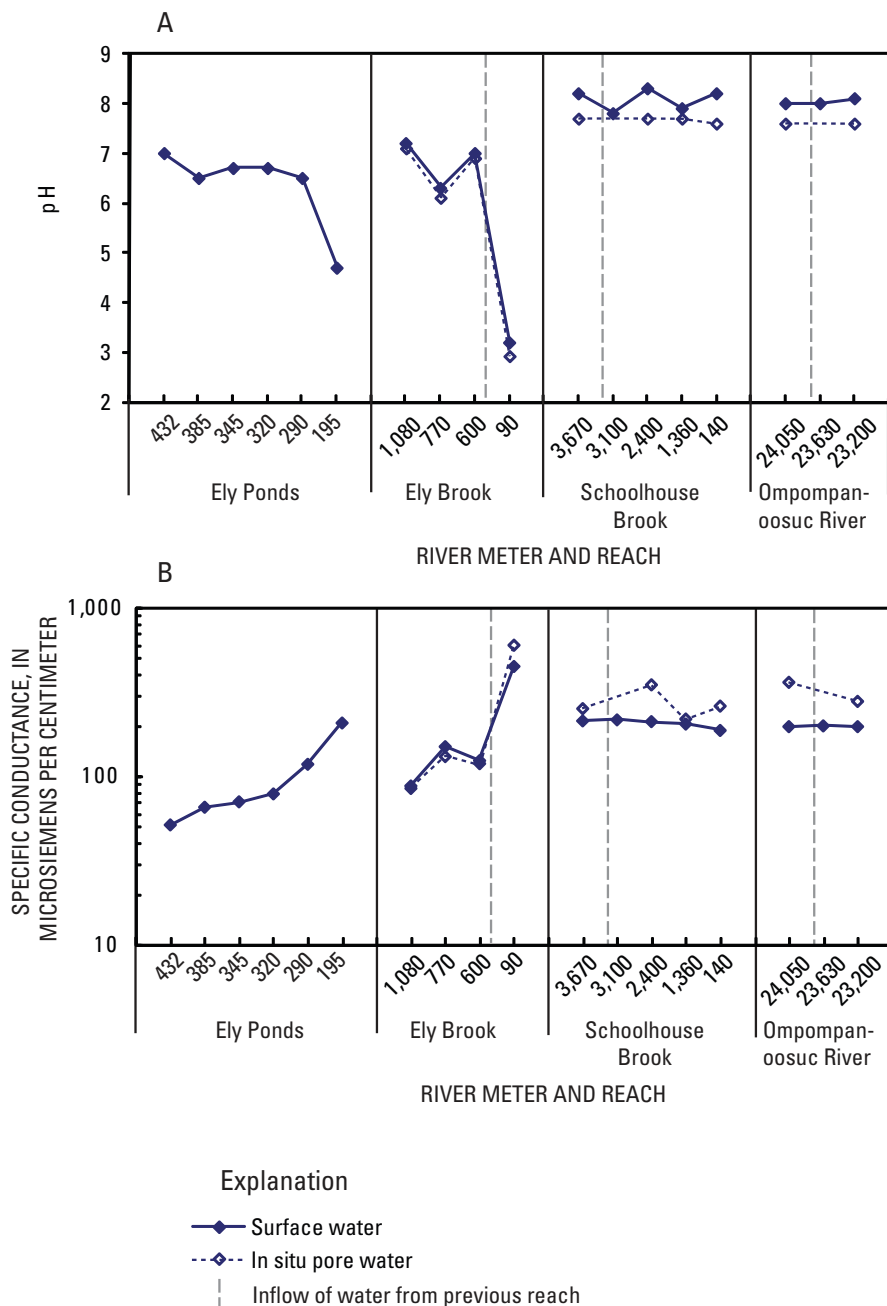 A
9
8
7
6
5
4
3
2
pH
432 385 345 320 290 195 1,080 770 600 90 3,670 3,100 2,400 1,360 140 24,050 23,630 23,200
Ely Ponds Ely Brook Schoolhouse Ompompan-
Brook oosuc River
RIVER METER AND REACH
B
1,000
100
10
SPECIFIC CONDUCTANCE, IN
MICROSIEMENS PER CENTIMETER
432 385 345 320 290 195 1,080 770 600 90 3,670 3,100 2,400 1,360 140 24,050 23,630 23,200
Ely Ponds Ely Brook Schoolhouse Ompompan-
Brook oosuc River
RIVER METER AND REACH
Explanation
Surface water
In situ pore water
Inflow of water from previous reach